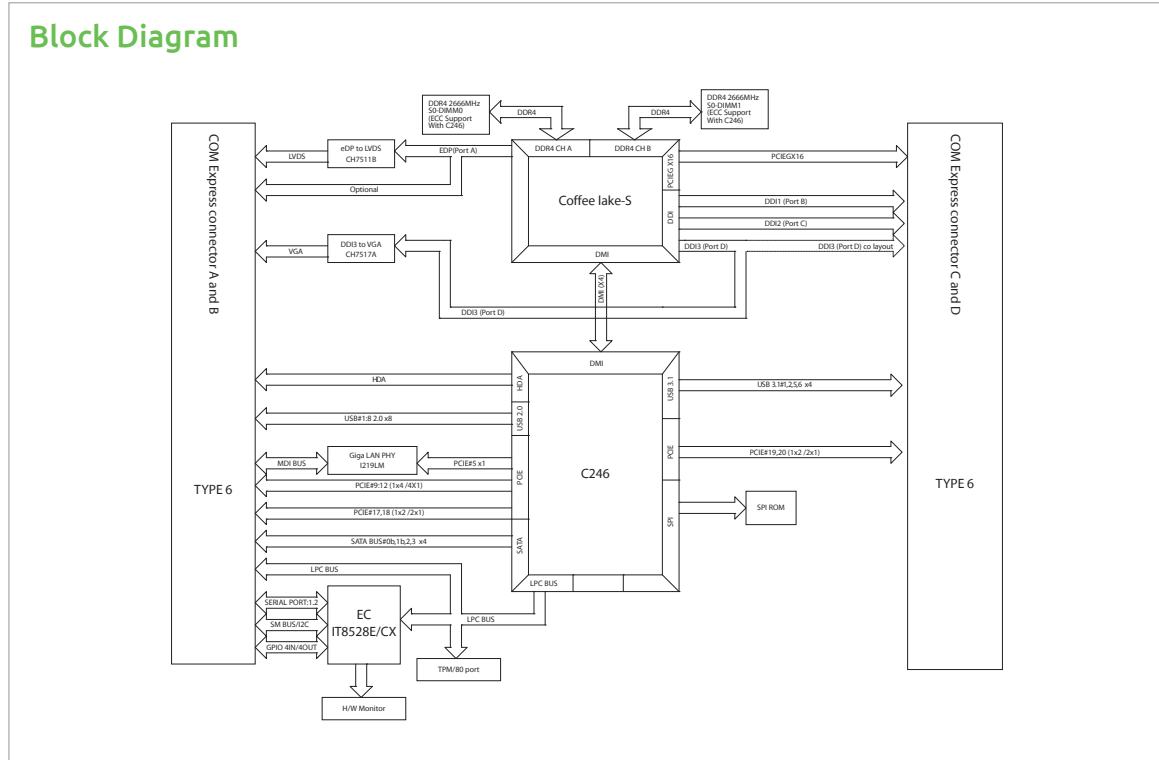 Block Diagram
DDR4 2666MHz
S0-DIMM0
(ECC Support
With C246)
DDR4
DDR4
DDR4 2666MHz
S0-DIMM1
(ECC Support
With C246)
COM Express connector A and B
TYPE 6
COM Express connector C and D
TYPE 6
LVDS
eDP to LVDS
CH7511B
EDP(Port A)
Optional
VGA
DDI3 to VGA
CH7517A
DDR4 CH A
DDR4 CH B
PCIEG X16
DDI
Coffee lake-S
DMI
PCIEGX16
DDI1 (Port B)
DDI2 (Port C)
DDI3 (Port D)
DDI3 (Port D) co layout
DMI (X4)
DDI3 (Port D)
DMI
HDA
HDA
USB 3.1
USB 3.1#1,2,5,6 x4
USB#1:8 2.0 x8
USB 2.0
MDI BUS
Giga LAN PHY
I219LM
PCIE#5 x1
PCIE
C246
PCIE
PCIE#19,20 (1x2 /2x1)
PCIE#9:12 (1x4 /4X1)
PCIE#17,18 (1x2 /2x1)
SPI
SPI ROM
SATA BUS#0b,1b,2,3 x4
SATA
LPC BUS
LPC BUS
SERIAL PORT:1.2
SM BUS/I2C
GPIO 4IN/4OUT
EC
IT8528E/CX
LPC BUS
TPM/80 port
H/W Monitor